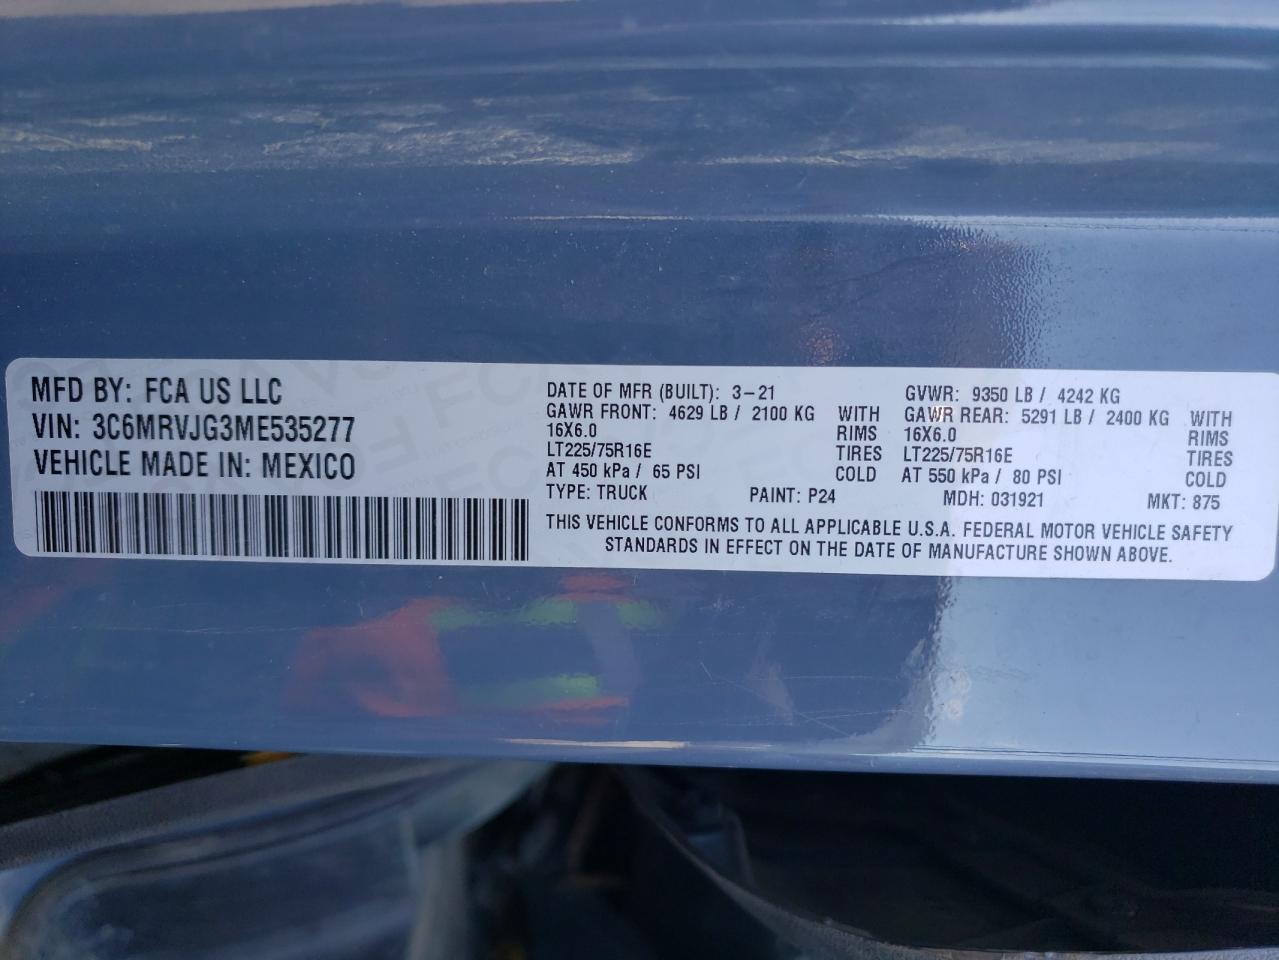 MFD BY: FCA US LLC
VIN: 3C6MRVJG3ME535277
VEHICLE MADE IN: MEXICO
DATE OF MFR (BUILT): 3-21
GAWR FRONT: 4629 LB / 2100 KG WITH
16X6.0 RIMS
LT225/75R16E TIRES
AT 450 kPa / 65 PSI COLD
GVWR: 9350 LB / 4242 KG
GAWR REAR: 5291 LB / 2400 KG WITH
16X6.0 RIMS
LT225/75R16E TIRES
AT 550 kPa / 80 PSI COLD
TYPE: TRUCK PAINT: P24 MDH: 031921 MKT: 875
THIS VEHICLE CONFORMS TO ALL APPLICABLE U.S.A. FEDERAL MOTOR VEHICLE SAFETY
STANDARDS IN EFFECT ON THE DATE OF MANUFACTURE SHOWN ABOVE.